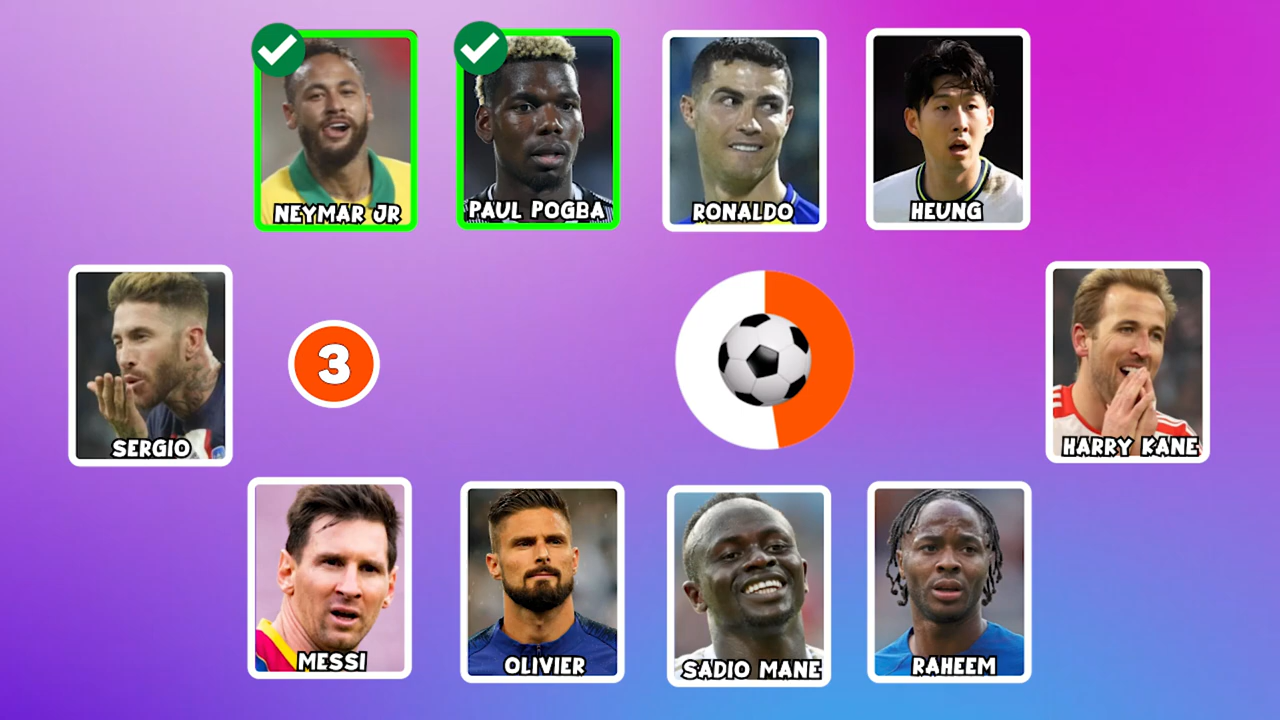 NEYMAR JR
PAUL POGBA
RONALDO
HEUNG
SERGIO
3
HARRY KANE
MESSI
OLIVIER
SADIO MANE
RAHEEM